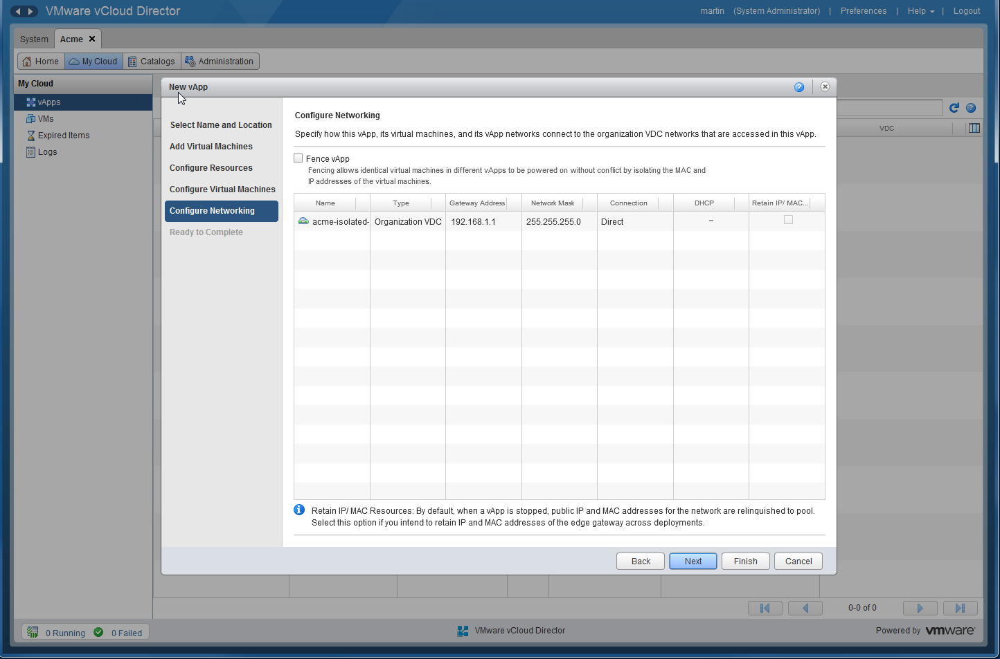 VMware vCloud Director
martin (System Administrator) | Preferences | Help | Logout
System
Acme
Home
My Cloud
Catalogs
Administration
My Cloud
vApps
VMs
Expired Items
Logs
VDC
New vApp
Select Name and Location
Add Virtual Machines
Configure Resources
Configure Virtual Machines
Configure Networking
Ready to Complete
Configure Networking
Specify how this vApp, its virtual machines, and its vApp networks connect to the organization VDC networks that are accessed in this vApp.
Fence vApp
Fencing allows identical virtual machines in different vApps to be powered on without conflict by isolating the MAC and
IP addresses of the virtual machines.
Name Type Gateway Address Network Mask Connection DHCP Retain IP/ MAC...
acme-isolated- Organization VDC 192.168.1.1 255.255.255.0 Direct -
Retain IP/ MAC Resources: By default, when a vApp is stopped, public IP and MAC addresses for the network are relinquished to pool.
Select this option if you intend to retain IP and MAC addresses of the edge gateway across deployments.
Back
Next
Finish
Cancel
0-0 of 0
0 Running
0 Failed
VMware vCloud Director
Powered by vmware